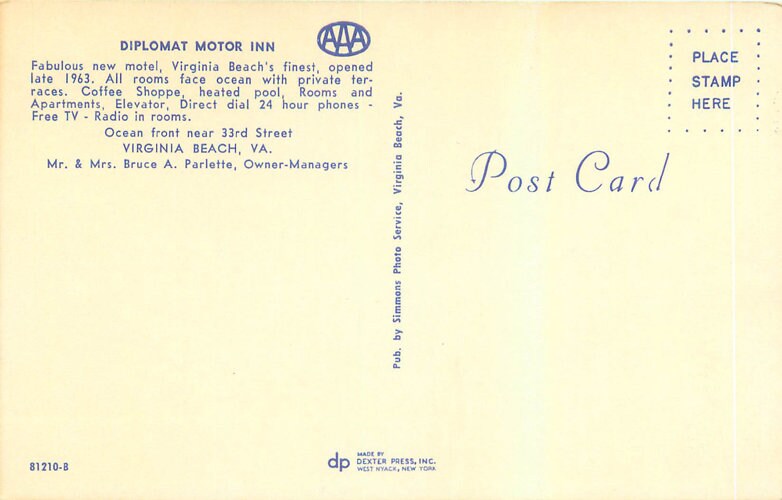 DIPLOMAT MOTOR INN
AAA
Fabulous new motel, Virginia Beach's finest, opened
late 1963. All rooms face ocean with private ter-
races. Coffee Shoppe, heated pool, Rooms and
Apartments, Elevator, Direct dial 24 hour phones -
Free TV - Radio in rooms.
Ocean front near 33rd Street
VIRGINIA BEACH, VA.
Mr. & Mrs. Bruce A. Parlette, Owner-Managers
Pub. by Simmons Photo Service, Virginia Beach, Va.
PLACE
STAMP
HERE
Post Card
81210-B
dp
MADE BY
DEXTER PRESS, INC.
WEST NYACK, NEW YORK